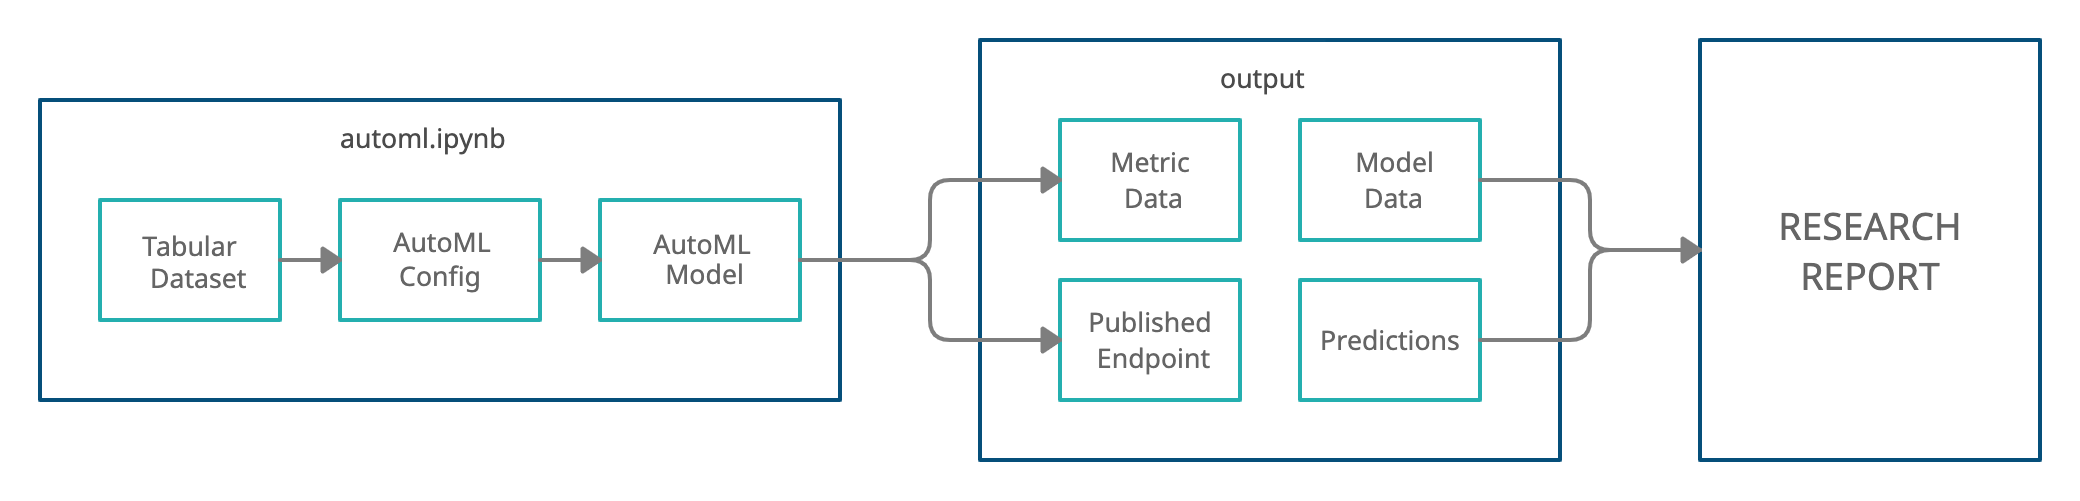 automl.ipynb
Tabular
Dataset
AutoML
Config
AutoML
Model
output
Metric
Data
Model
Data
Published
Endpoint
Predictions
RESEARCH
REPORT